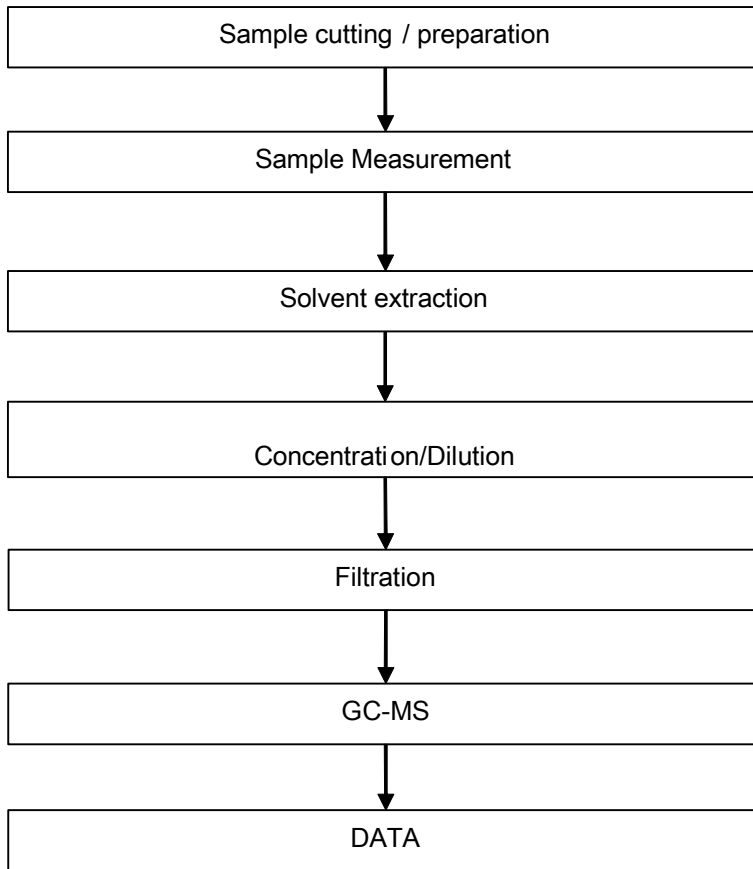 Sample cutting / preparation
Sample Measurement
Solvent extraction
Concentration/Dilution
Filtration
GC-MS
DATA